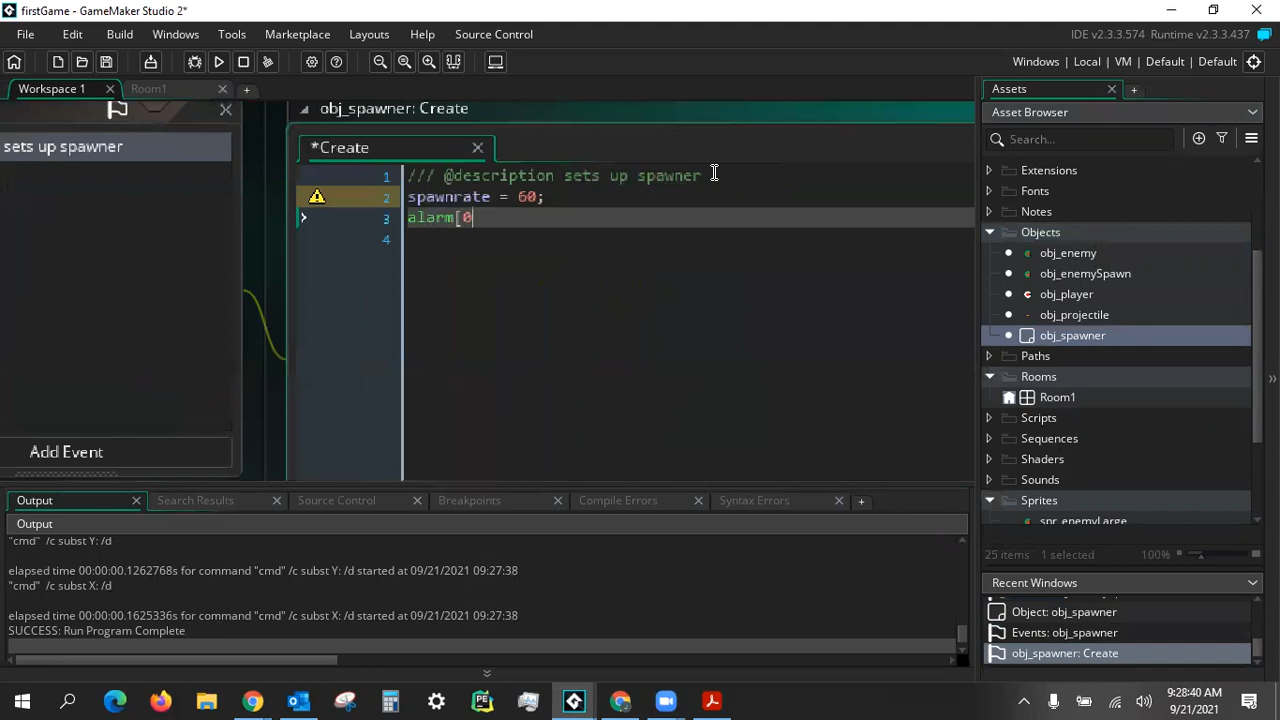 firstGame - GameMaker Studio 2*
File Edit Build Windows Tools Marketplace Layouts Help Source Control
IDE v2.3.3.574 Runtime v2.3.3.437
Windows | Local | VM | Default | Default
Workspace 1
Room1
Assets
Asset Browser
Search...
Extensions
Fonts
Notes
Objects
obj_enemy
obj_enemySpawn
obj_player
obj_projectile
obj_spawner
Paths
Rooms
Room1
Scripts
Sequences
Shaders
Sounds
Sprites
spr_enemyLarge
25 items 1 selected 100%
Recent Windows
Object: obj_spawner
Events: obj_spawner
obj_spawner: Create
sets up spawner
Add Event
obj_spawner: Create
*Create
1 /// @description sets up spawner
2 spawnrate = 60;
3 alarm[0
4
Output Search Results Source Control Breakpoints Compile Errors Syntax Errors
Output
"cmd" /c subst Y: /d
elapsed time 00:00:00.1262768s for command "cmd" /c subst Y: /d started at 09/21/2021 09:27:38
"cmd" /c subst X: /d
elapsed time 00:00:00.1625336s for command "cmd" /c subst X: /d started at 09/21/2021 09:27:38
SUCCESS: Run Program Complete
9:28:40 AM
9/21/2021